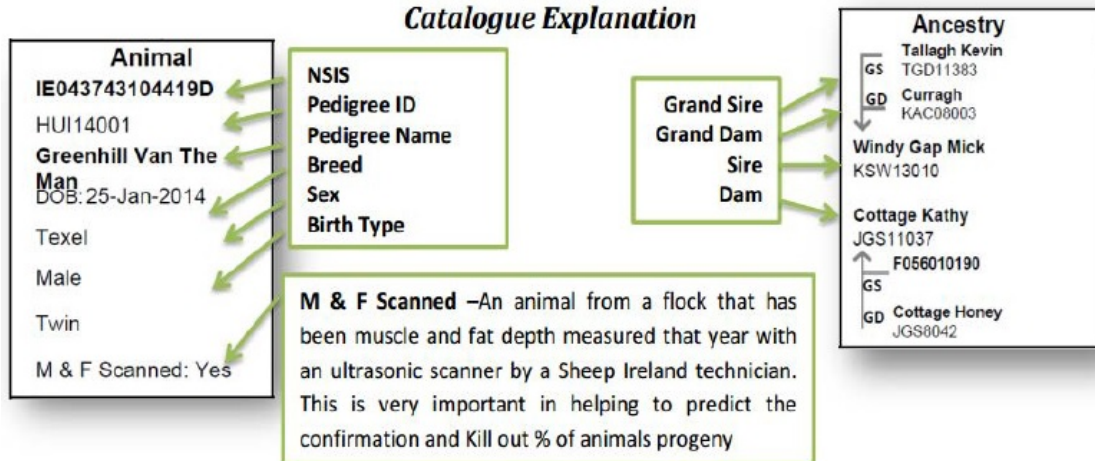 Catalogue Explanation
Animal
IE043743104419D
HUI14001
Greenhill Van The
Man
DOB: 25-Jan-2014
Texel
Male
Twin
M & F Scanned: Yes
NSIS
Pedigree ID
Pedigree Name
Breed
Sex
Birth Type
M & F Scanned –An animal from a flock that has
been muscle and fat depth measured that year with
an ultrasonic scanner by a Sheep Ireland technician.
This is very important in helping to predict the
confirmation and Kill out % of animals progeny
Grand Sire
Grand Dam
Sire
Dam
Ancestry
Tallagh Kevin
GS TGD11383
GD Curragh
KAC08003
Windy Gap Mick
KSW13010
Cottage Kathy
JGS11037
F056010190
GS
GD Cottage Honey
JGS8042